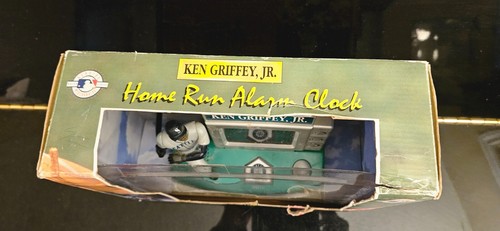 KEN GRIFFEY, JR.
Home Run Alarm Clock
KEN GRIFFEY, JR.